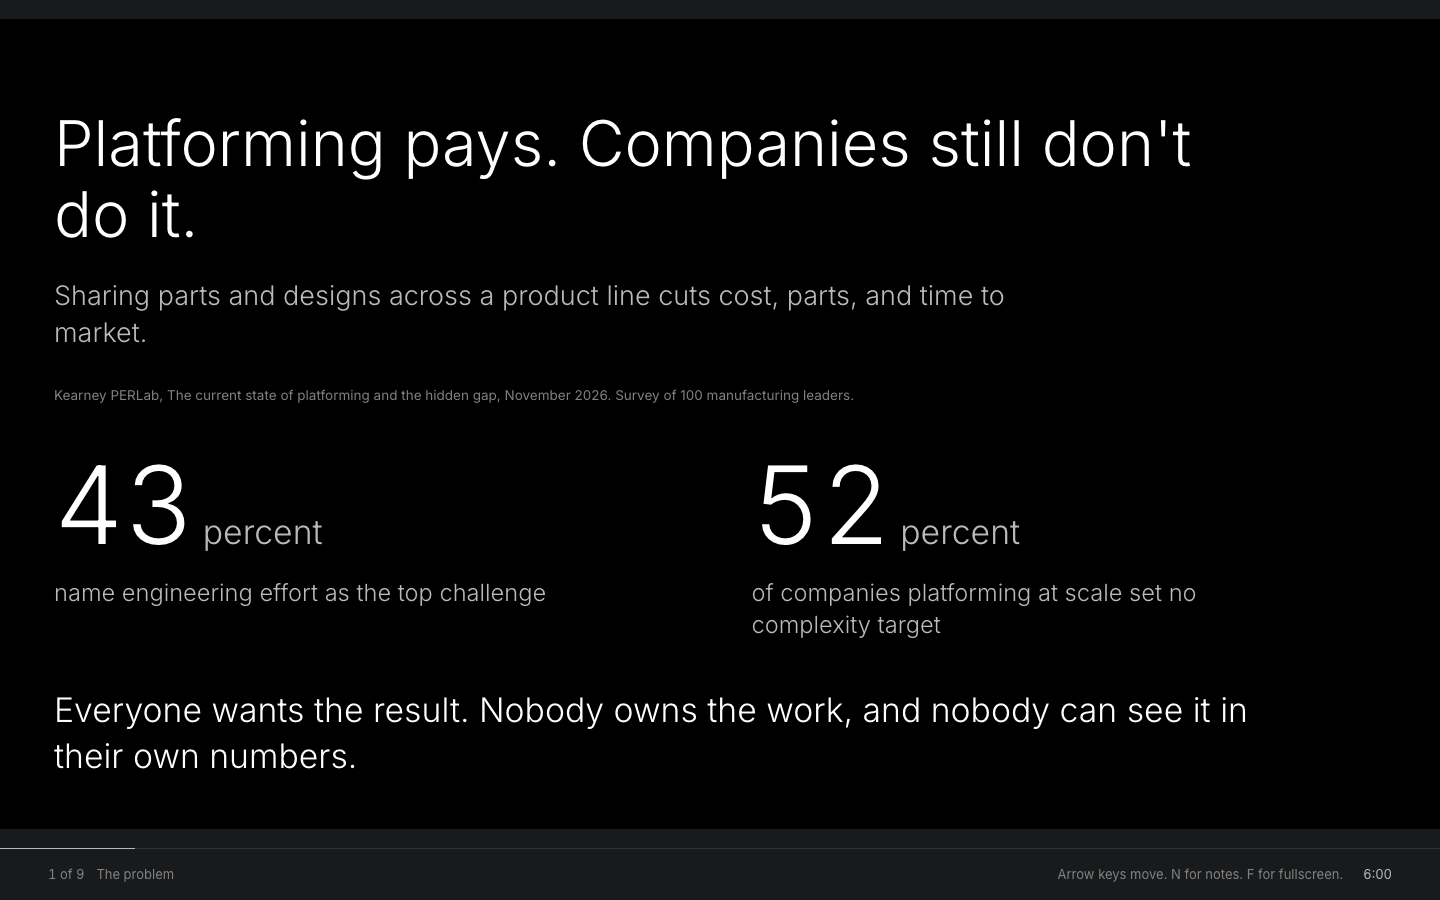 Platforming pays. Companies still don't
do it.
Sharing parts and designs across a product line cuts cost, parts, and time to
market.
Kearney PERLab, The current state of platforming and the hidden gap, November 2026. Survey of 100 manufacturing leaders.
43 percent
name engineering effort as the top challenge
52 percent
of companies platforming at scale set no
complexity target
Everyone wants the result. Nobody owns the work, and nobody can see it in
their own numbers.
1 of 9 The problem
Arrow keys move. N for notes. F for fullscreen. 6:00